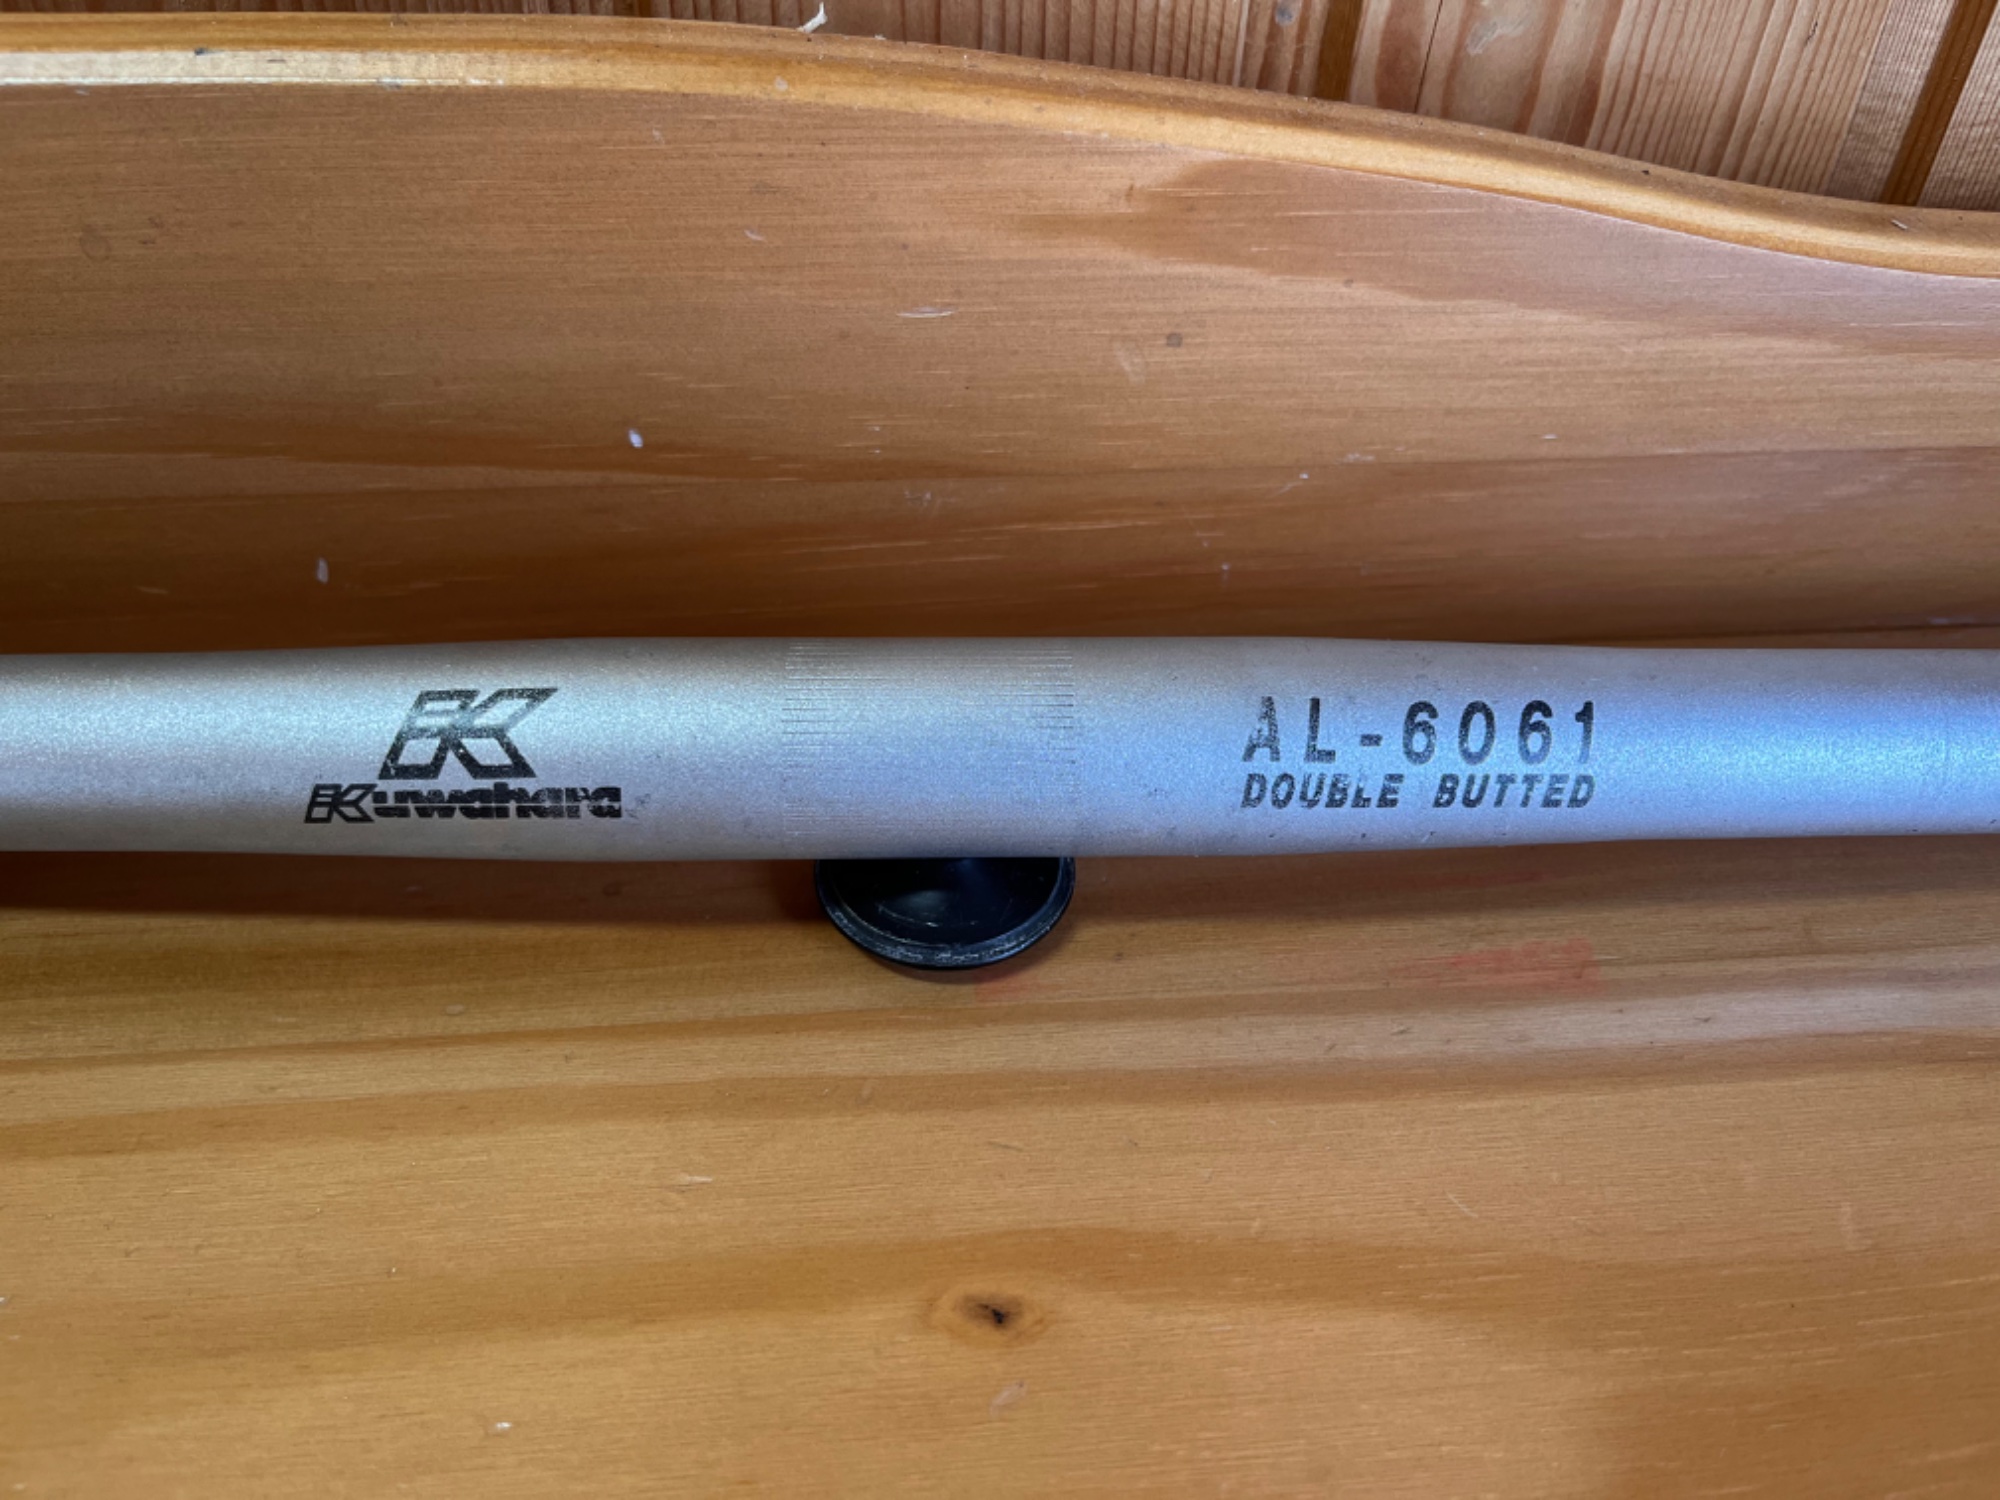 K
Kuwahara
AL-6061
DOUBLE BUTTED